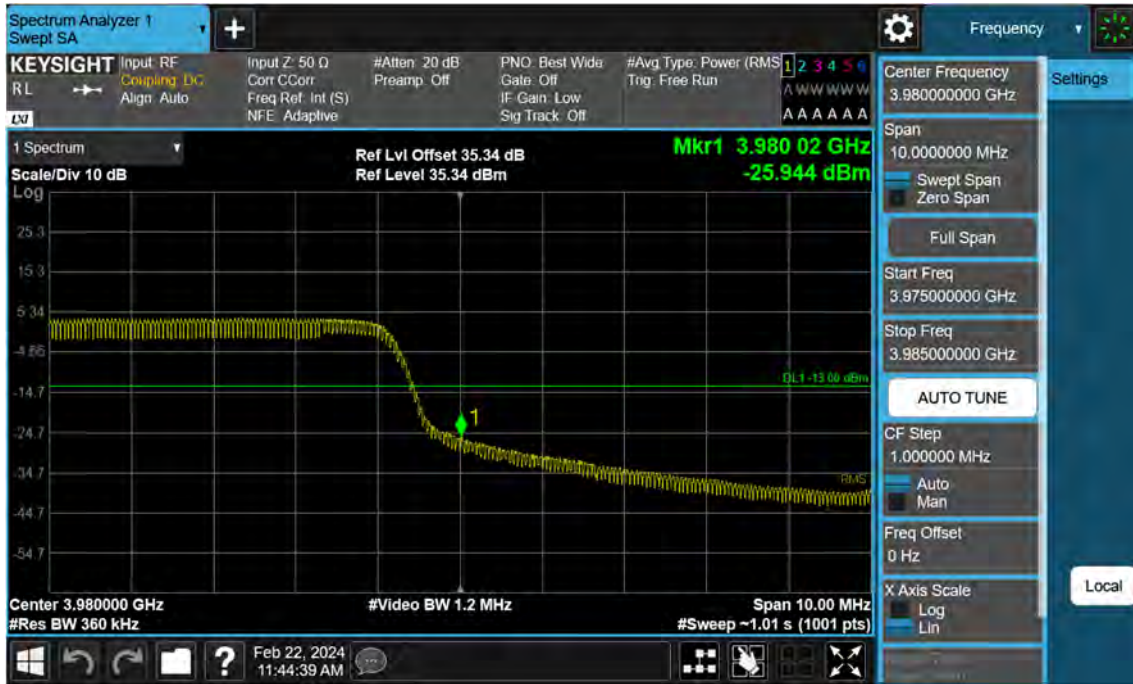 Spectrum Analyzer 1
Swept SA
+
Frequency
KEYSIGHT
RL
LXI
Input: RF
Coupling: DC
Align: Auto
Input Z: 50 Ω
Corr CCorr
Freq Ref: Int (S)
NFE: Adaptive
#Atten: 20 dB
Preamp: Off
PNO: Best Wide
Gate: Off
IF Gain: Low
Sig Track: Off
#Avg Type: Power (RMS
Trig: Free Run
1 2 3 4 5 6
A W W W W W
A A A A A A
1 Spectrum
Scale/Div 10 dB
Ref Lvl Offset 35.34 dB
Ref Level 35.34 dBm
Mkr1 3.980 02 GHz
-25.944 dBm
Log
25.3
15.3
5.34
-4.66
DL1 -13.00 dBm
-14.7
1
-24.7
-34.7
RMS
-44.7
-54.7
Center 3.980000 GHz
#Res BW 360 kHz
#Video BW 1.2 MHz
Span 10.00 MHz
#Sweep ~1.01 s (1001 pts)
Center Frequency
3.980000000 GHz
Settings
Span
10.0000000 MHz
Swept Span
Zero Span
Full Span
Start Freq
3.975000000 GHz
Stop Freq
3.985000000 GHz
AUTO TUNE
CF Step
1.000000 MHz
Auto
Man
Freq Offset
0 Hz
X Axis Scale
Log
Lin
Local
?
Feb 22, 2024
11:44:39 AM